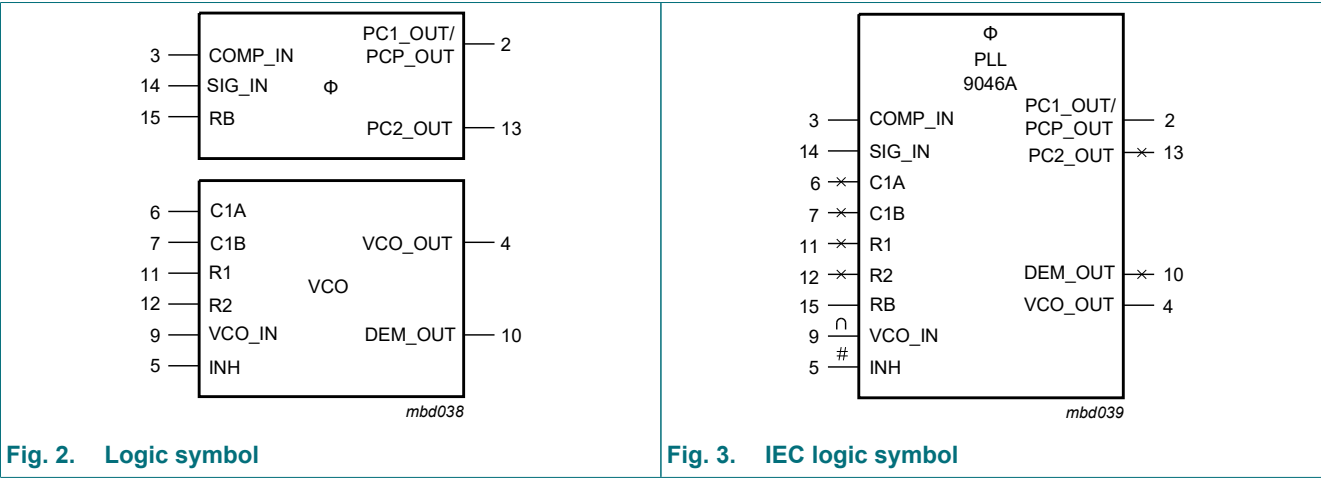 PC1_OUT/
PCP_OUT
2
3
COMP_IN
14
SIG_IN
Φ
15
RB
PC2_OUT
13
6
C1A
7
C1B
VCO_OUT
4
11
R1
VCO
12
R2
9
VCO_IN
DEM_OUT
10
5
INH
mbd038
Fig. 2. Logic symbol
Φ
PLL
9046A
PC1_OUT/
PCP_OUT
2
3
COMP_IN
14
SIG_IN
PC2_OUT
13
6
C1A
7
C1B
11
R1
12
R2
DEM_OUT
10
15
RB
VCO_OUT
4
∩
9
VCO_IN
#
5
INH
mbd039
Fig. 3. IEC logic symbol